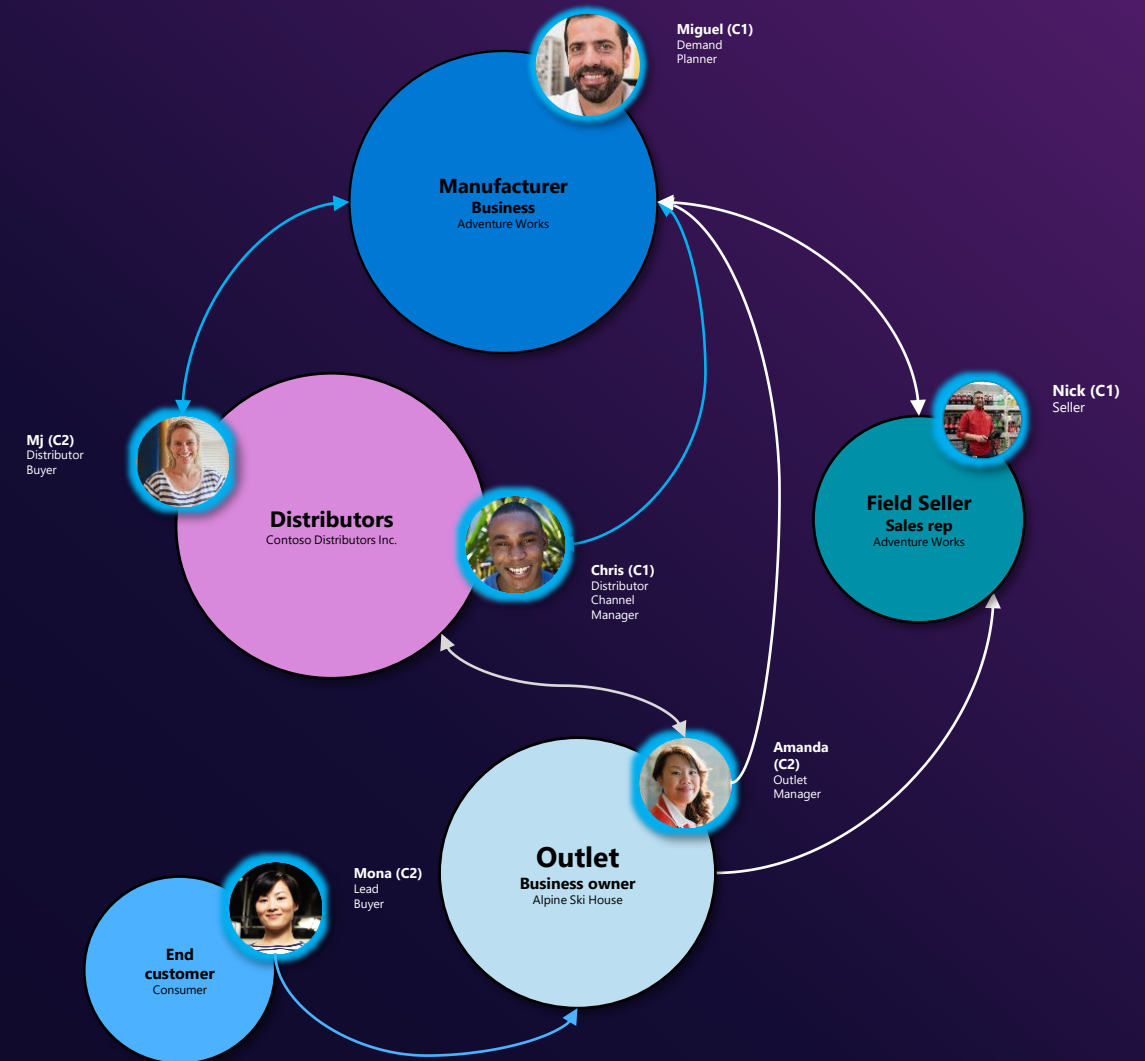 Miguel (C1)
Demand
Planner
Manufacturer
Business
Adventure Works
Nick (C1)
Seller
Mj (C2)
Distributor
Buyer
Field Seller
Sales rep
Adventure Works
Distributors
Contoso Distributors Inc.
Chris (C1)
Distributor
Channel
Manager
Amanda
(C2)
Outlet
Manager
Outlet
Business owner
Alpine Ski House
Mona (C2)
Lead
Buyer
End
customer
Consumer